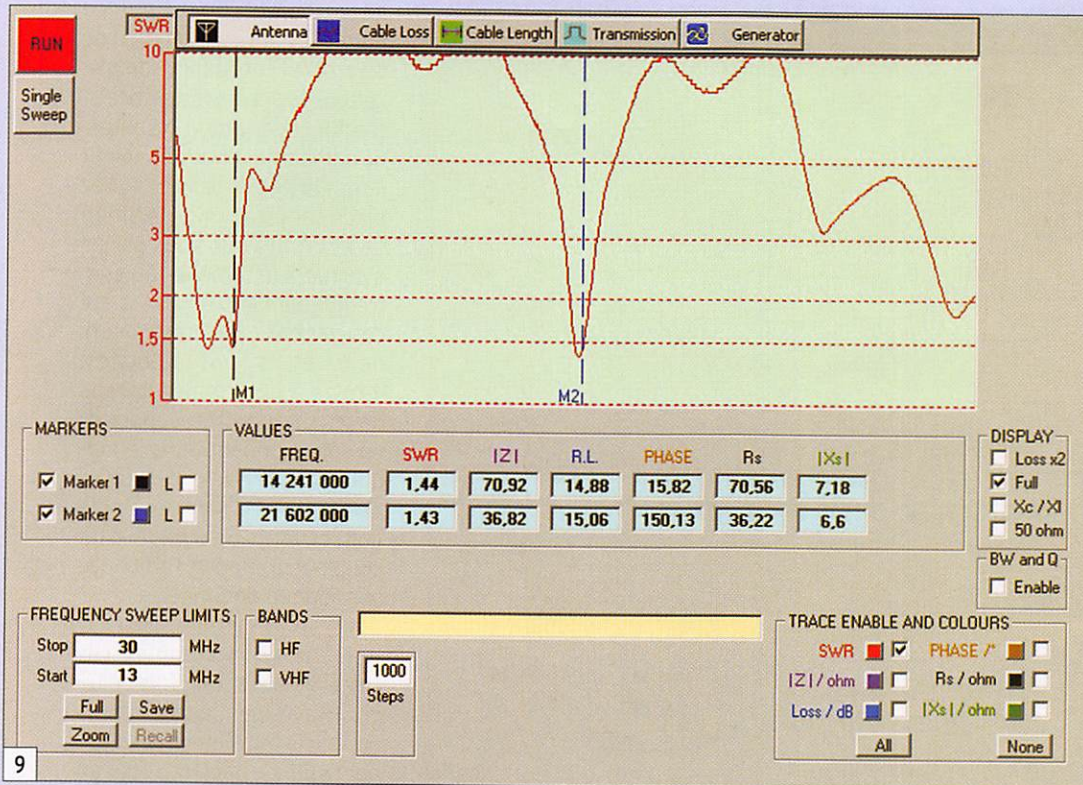 RUN
Single
Sweep
SWR
Antenna
Cable Loss
Cable Length
Transmission
Generator
10
5
3
2
1,5
1
M1
M2
MARKERS
Marker 1 L
Marker 2 L
VALUES
FREQ. SWR |Z| R.L. PHASE Rs |Xs|
14 241 000 1,44 70,92 14,88 15,82 70,56 7,18
21 602 000 1,43 36,82 15,06 150,13 36,22 6,6
DISPLAY
Loss x2
Full
Xc / Xl
50 ohm
BW and Q
Enable
FREQUENCY SWEEP LIMITS
Stop 30 MHz
Start 13 MHz
Full Save
Zoom Recall
BANDS
HF
VHF
1000
Steps
TRACE ENABLE AND COLOURS
SWR PHASE /°
|Z| / ohm Rs / ohm
Loss / dB |Xs| / ohm
All None
9